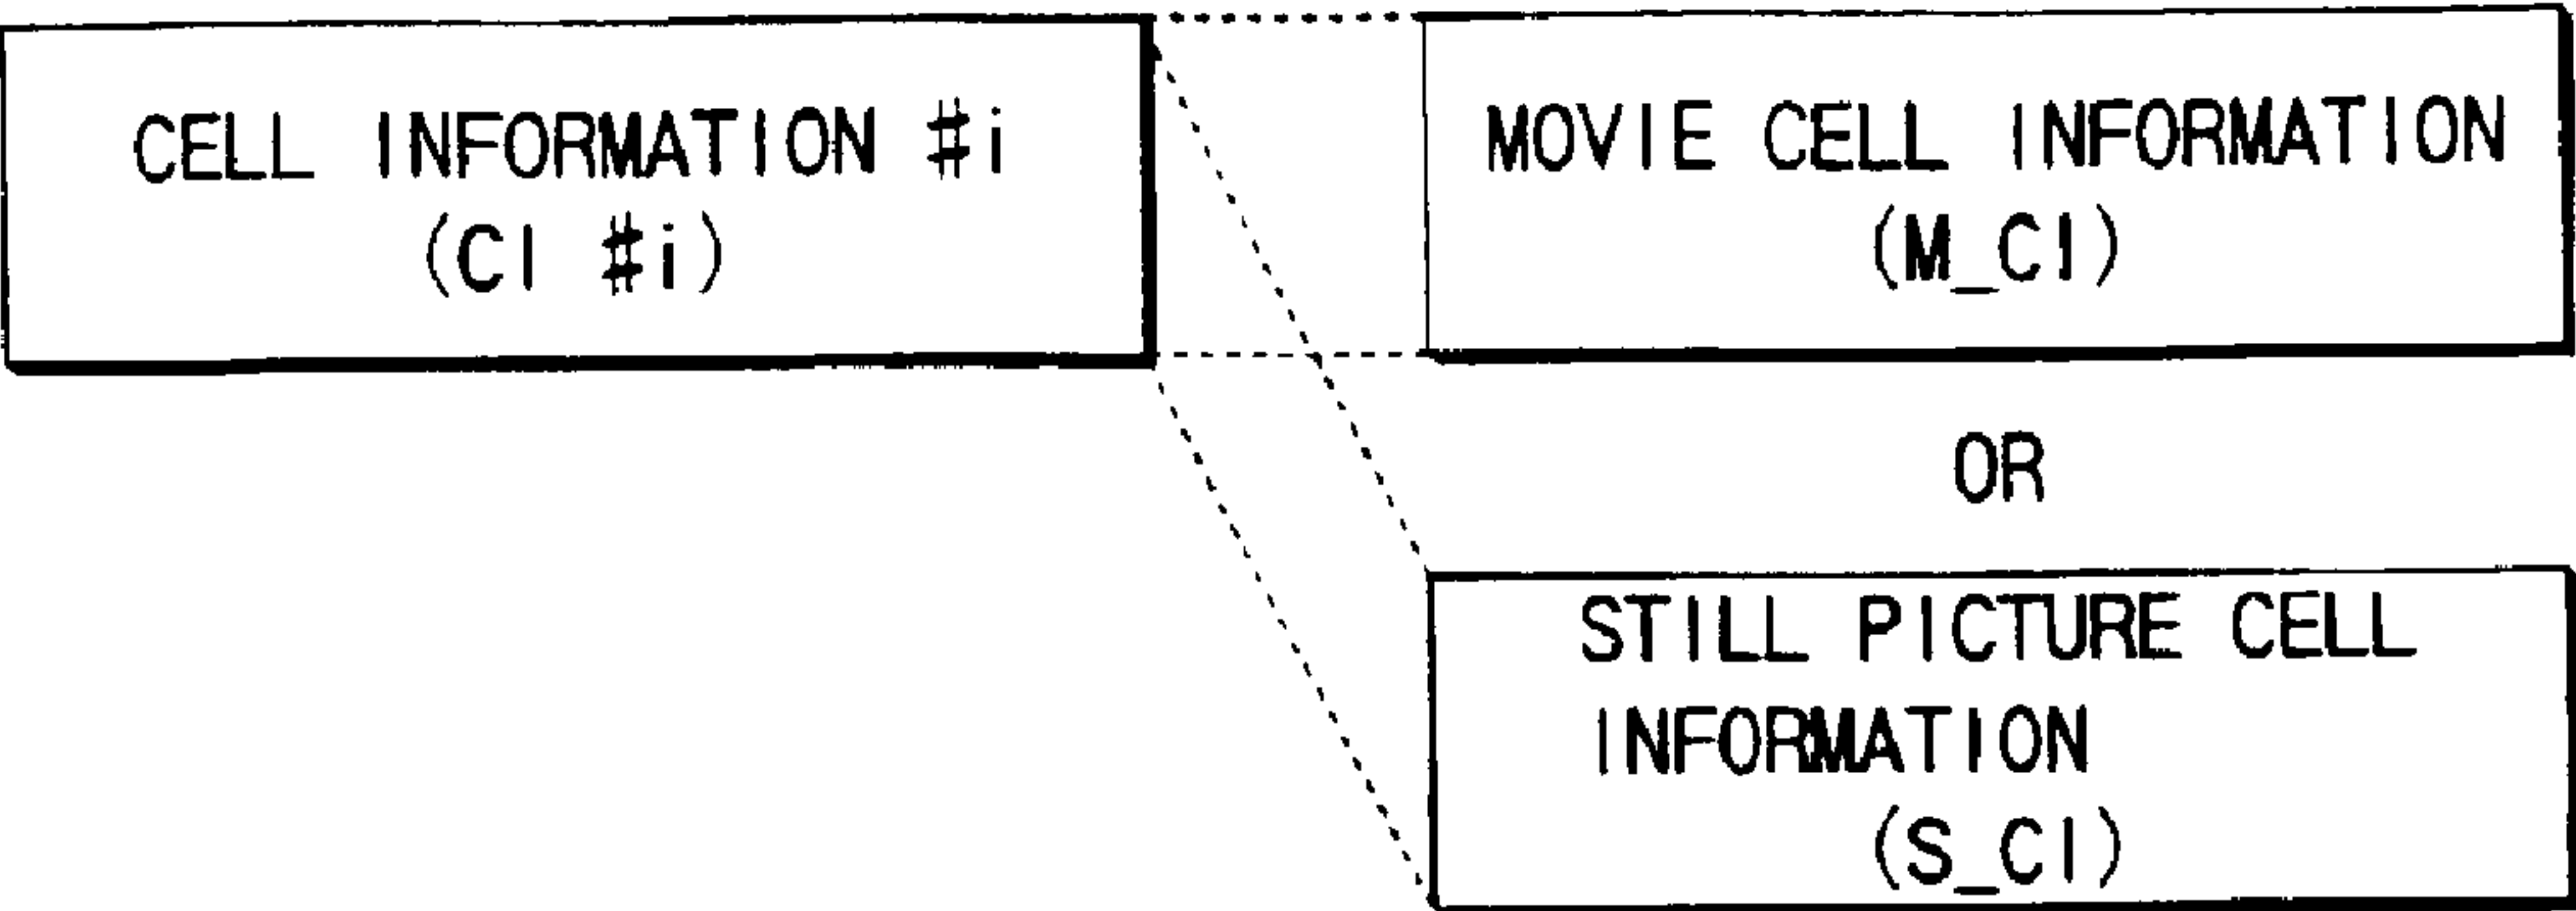 CELL INFORMATION #i
(CI #i)
MOVIE CELL INFORMATION
(M_CI)
OR
STILL PICTURE CELL
INFORMATION
(S_CI)